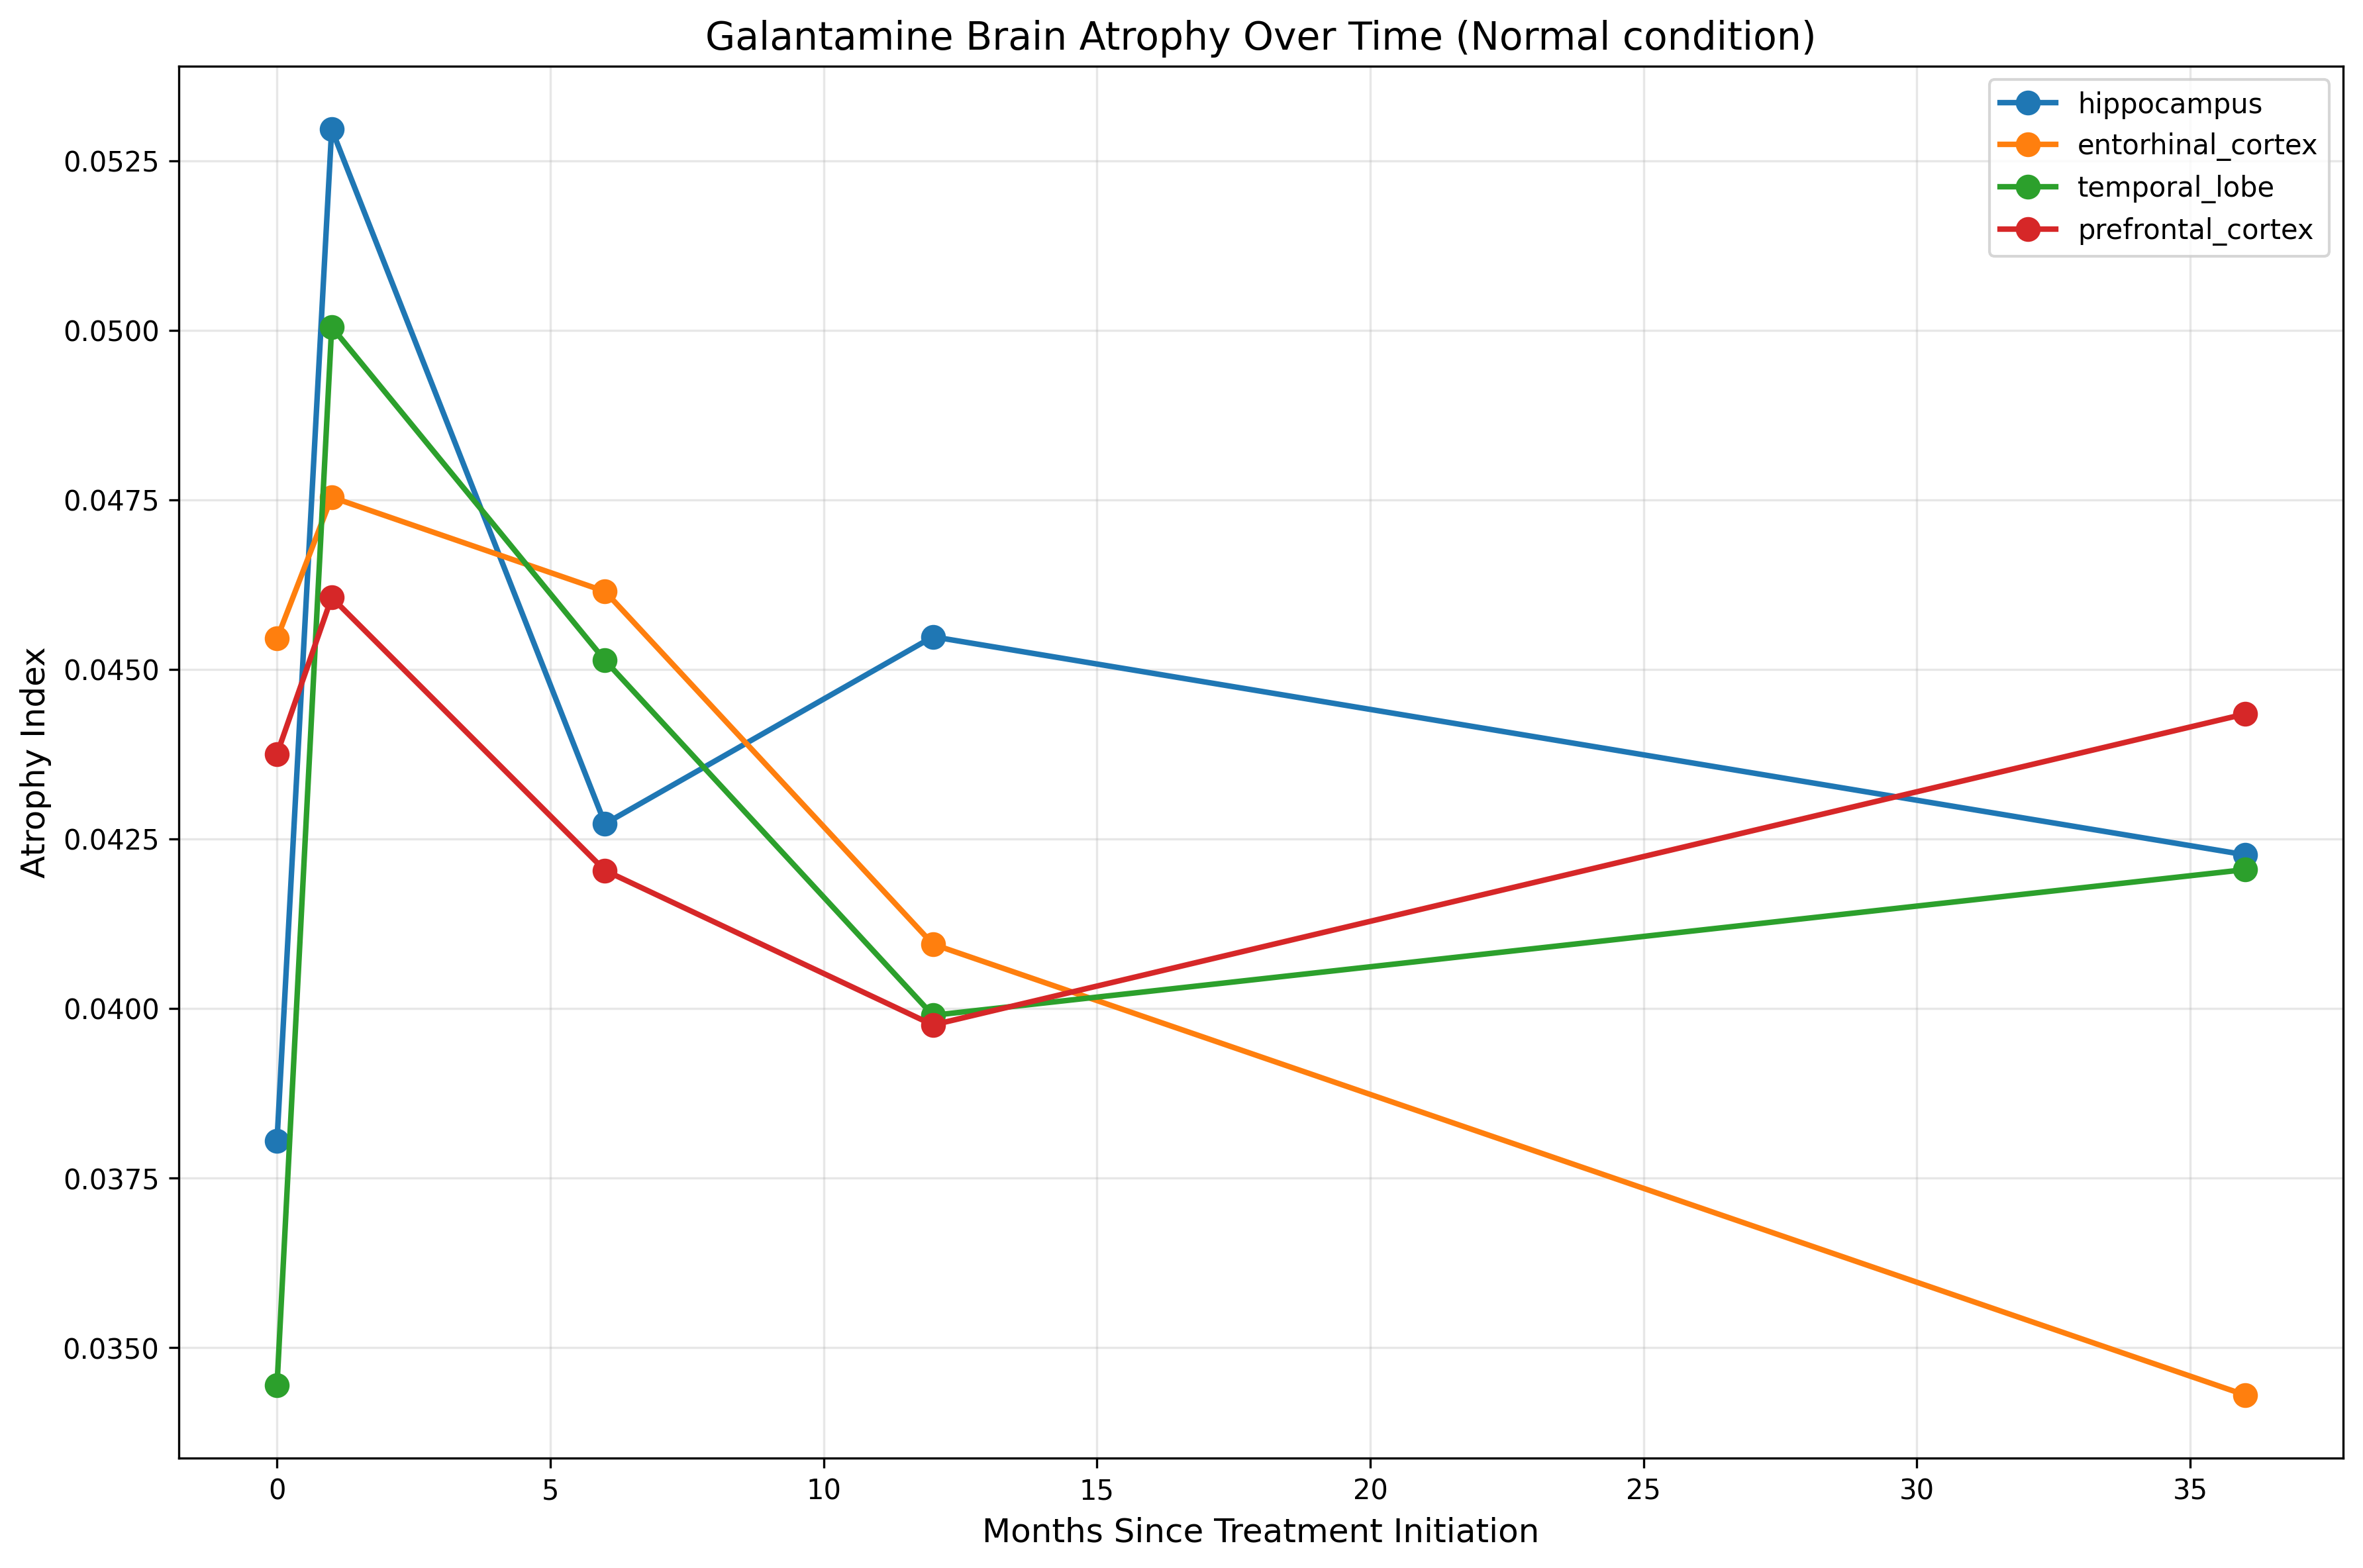 Galantamine Brain Atrophy Over Time (Normal condition)
hippocampus
entorhinal_cortex
temporal_lobe
prefrontal_cortex
Atrophy Index
0.0525
0.0500
0.0475
0.0450
0.0425
0.0400
0.0375
0.0350
0 5 10 15 20 25 30 35
Months Since Treatment Initiation